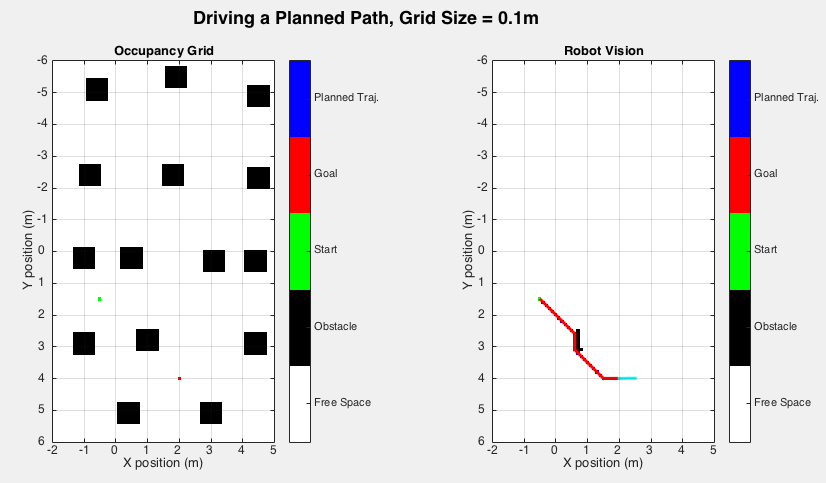 Driving a Planned Path, Grid Size = 0.1m
Occupancy Grid
Y position (m)
-6
-5
-4
-3
-2
-1
0
1
2
3
4
5
6
-2 -1 0 1 2 3 4 5
X position (m)
Planned Traj.
Goal
Start
Obstacle
Free Space
Robot Vision
Y position (m)
-6
-5
-4
-3
-2
-1
0
1
2
3
4
5
6
-2 -1 0 1 2 3 4 5
X position (m)
Planned Traj.
Goal
Start
Obstacle
Free Space